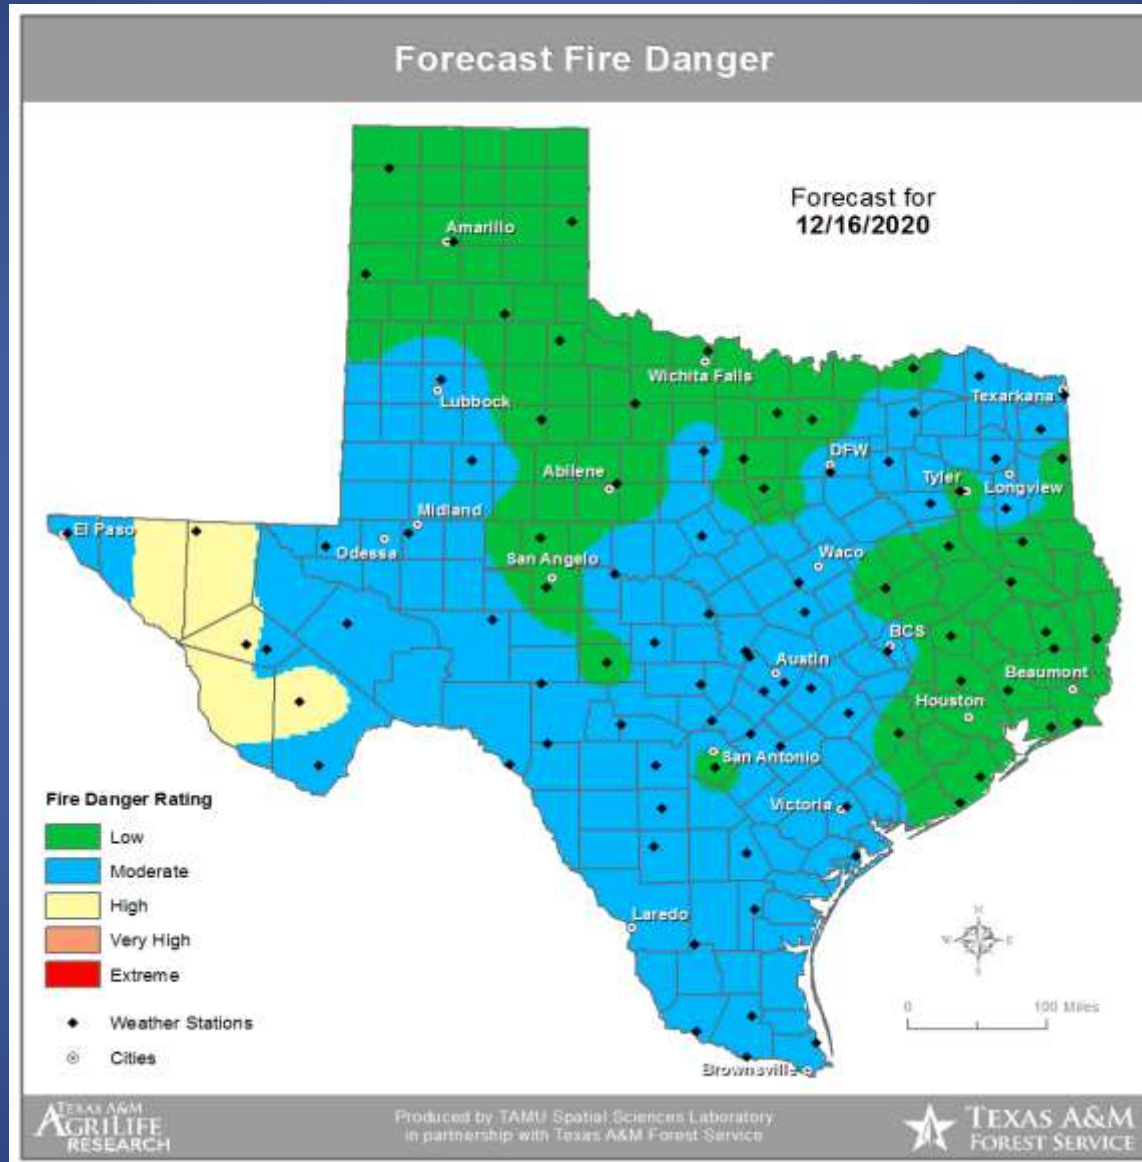 Forecast Fire Danger
Forecast for
12/16/2020
Amarillo
Wichita Falls
Lubbock
Texarkana
DFW
Abilene
Tyler
Longview
Midland
El Paso
Odessa
San Angelo
Waco
BCS
Austin
Beaumont
Houston
San Antonio
Victoria
Laredo
Brownsville
Fire Danger Rating
Low
Moderate
High
Very High
Extreme
Weather Stations
Cities
N
W E
S
0 100 Miles
TEXAS A&M
AGRILIFE
RESEARCH
Produced by TAMU Spatial Sciences Laboratory
in partnership with Texas A&M Forest Service
TEXAS A&M
FOREST SERVICE